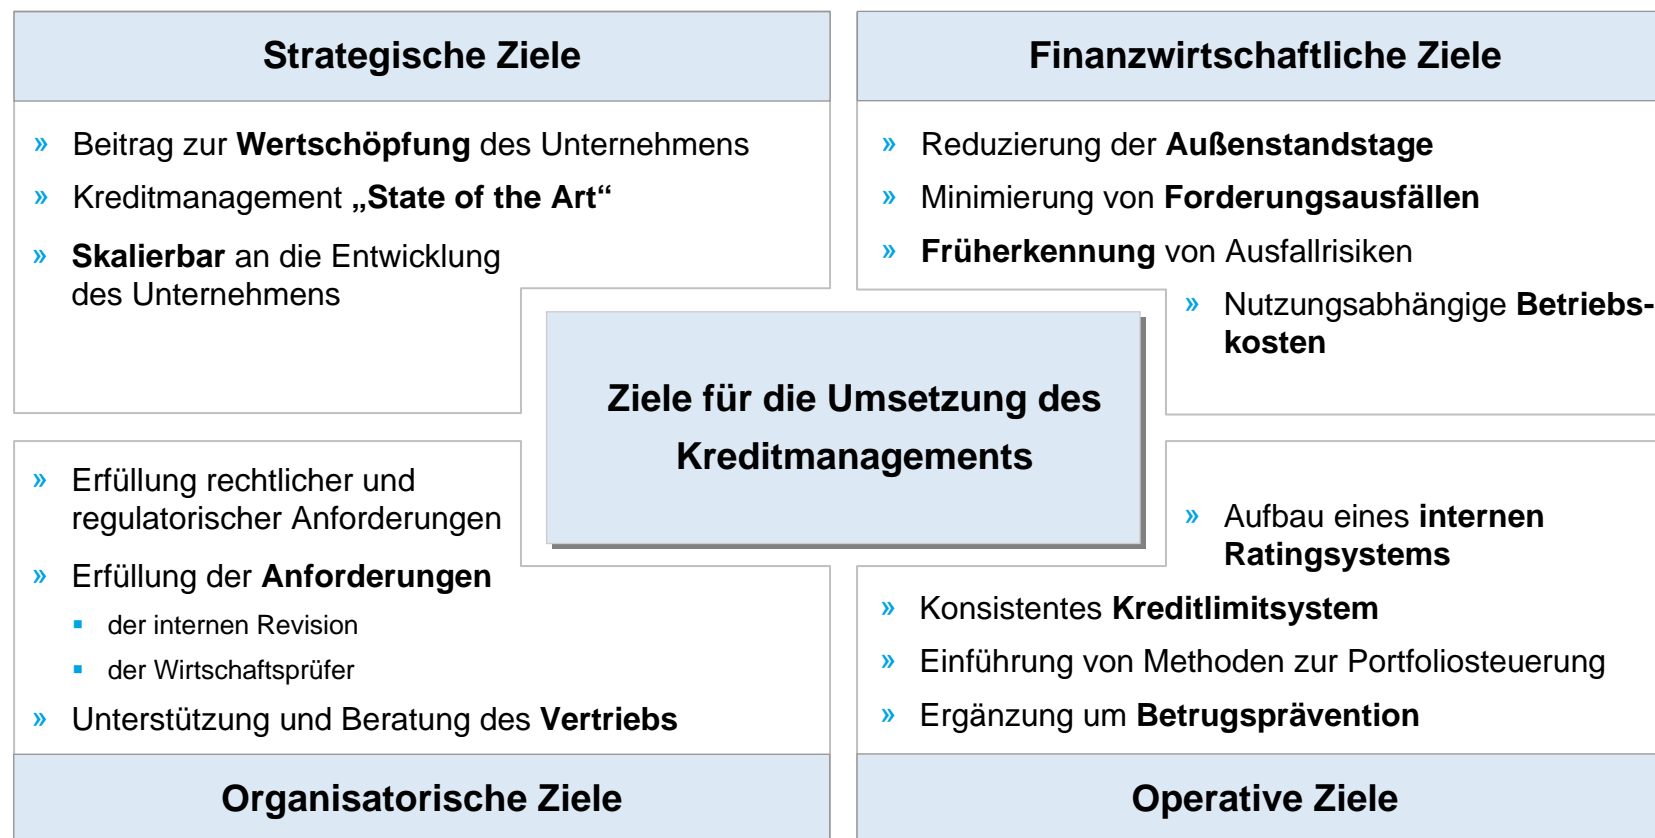 Strategische Ziele
» Beitrag zur Wertschöpfung des Unternehmens
» Kreditmanagement „State of the Art“
» Skalierbar an die Entwicklung
des Unternehmens
Finanzwirtschaftliche Ziele
» Reduzierung der Außenstandstage
» Minimierung von Forderungsausfällen
» Früherkennung von Ausfallrisiken
» Nutzungsabhängige Betriebs-
kosten
Ziele für die Umsetzung des
Kreditmanagements
» Erfüllung rechtlicher und
regulatorischer Anforderungen
» Erfüllung der Anforderungen
▪ der internen Revision
▪ der Wirtschaftsprüfer
» Unterstützung und Beratung des Vertriebs
Organisatorische Ziele
» Aufbau eines internen
Ratingsystems
» Konsistentes Kreditlimitsystem
» Einführung von Methoden zur Portfoliosteuerung
» Ergänzung um Betrugsprävention
Operative Ziele